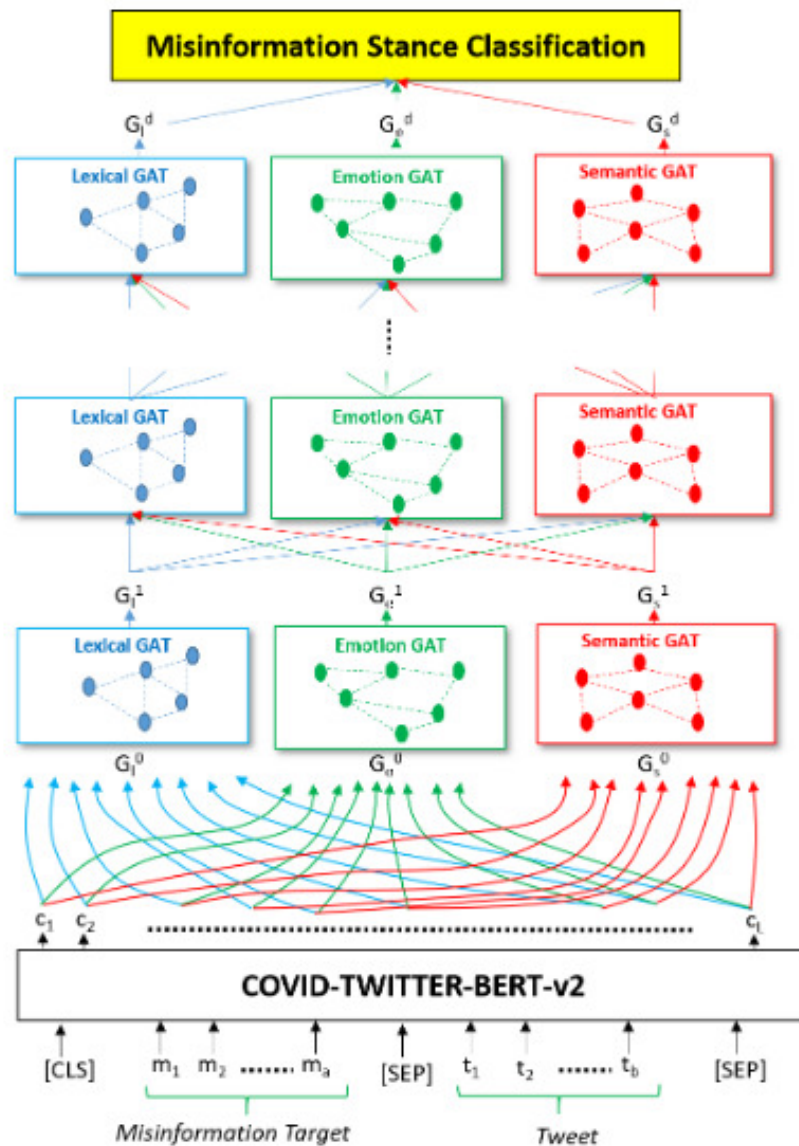 Misinformation Stance Classification
G_l^d G_e^d G_s^d
Lexical GAT Emotion GAT Semantic GAT
Lexical GAT Emotion GAT Semantic GAT
G_l^1 G_e^1 G_s^1
Lexical GAT Emotion GAT Semantic GAT
G_l^0 G_e^0 G_s^0
c_1 c_2 c_L
COVID-TWITTER-BERT-v2
[CLS] m_1 m_2 m_a [SEP] t_1 t_2 t_b [SEP]
Misinformation Target Tweet